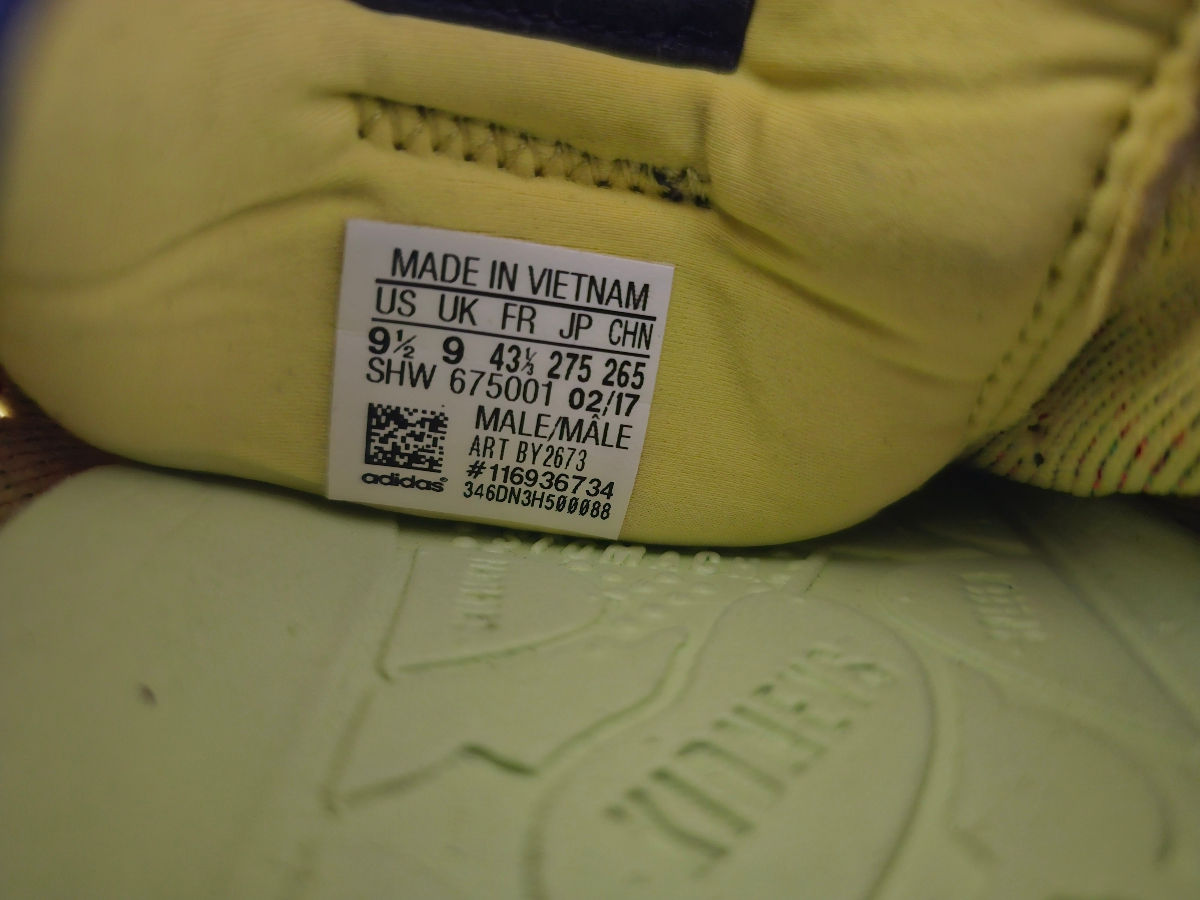 MADE IN VIETNAM
US UK FR JP CHN
9½ 9 43⅓ 275 265
SHW 675001 02/17
MALE/MÂLE
ART BY2673
#116936734
adidas® 346DN3H500088